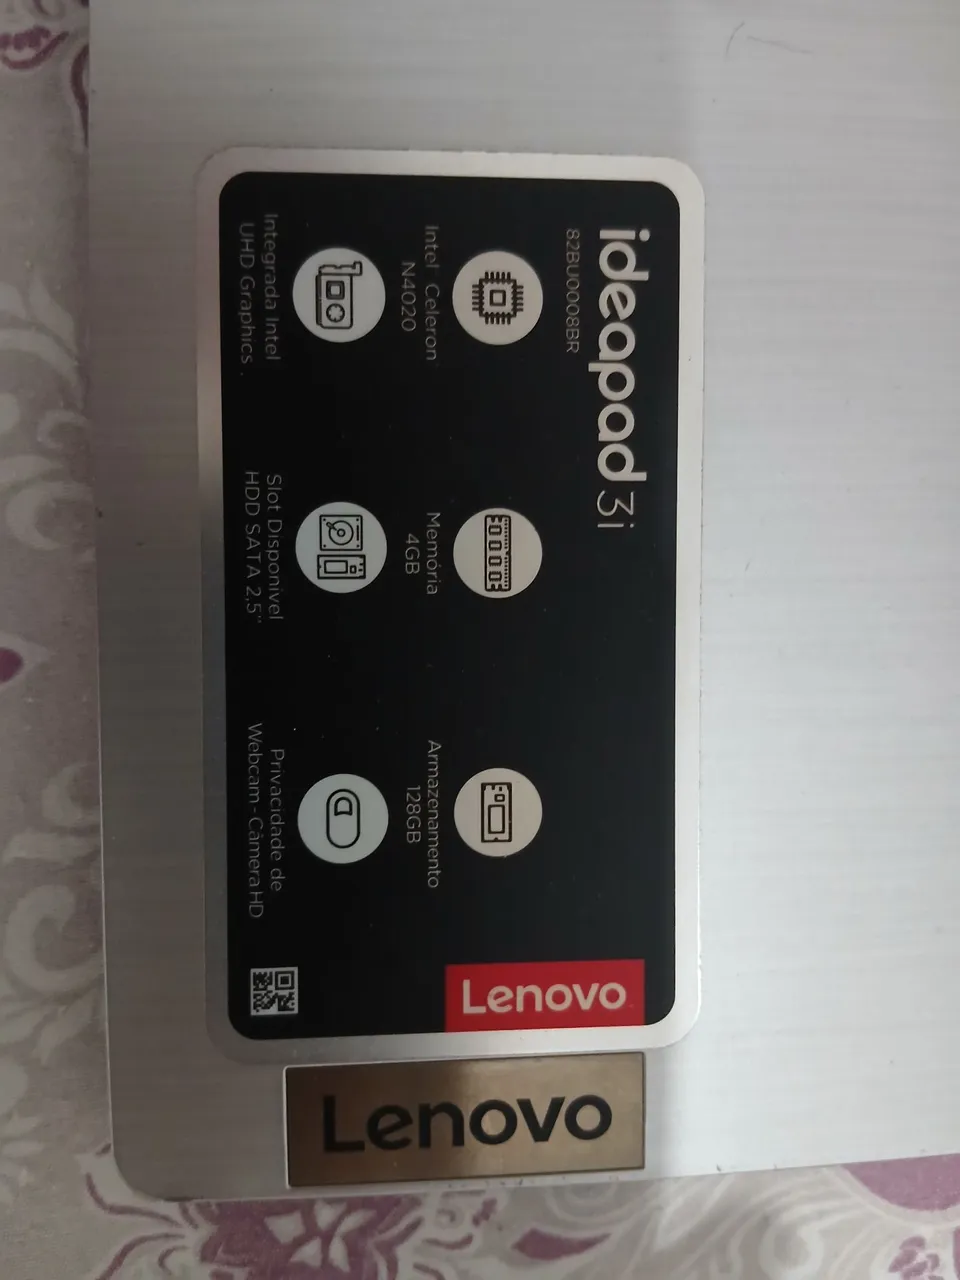 ideapad 3i
82BU0008BR
Intel Celeron
N4020
Memória
4GB
Armazenamento
128GB
Integrada Intel
UHD Graphics
Slot Disponível
HDD SATA 2.5"
Privacidade de
Webcam - Câmera HD
Lenovo
Lenovo